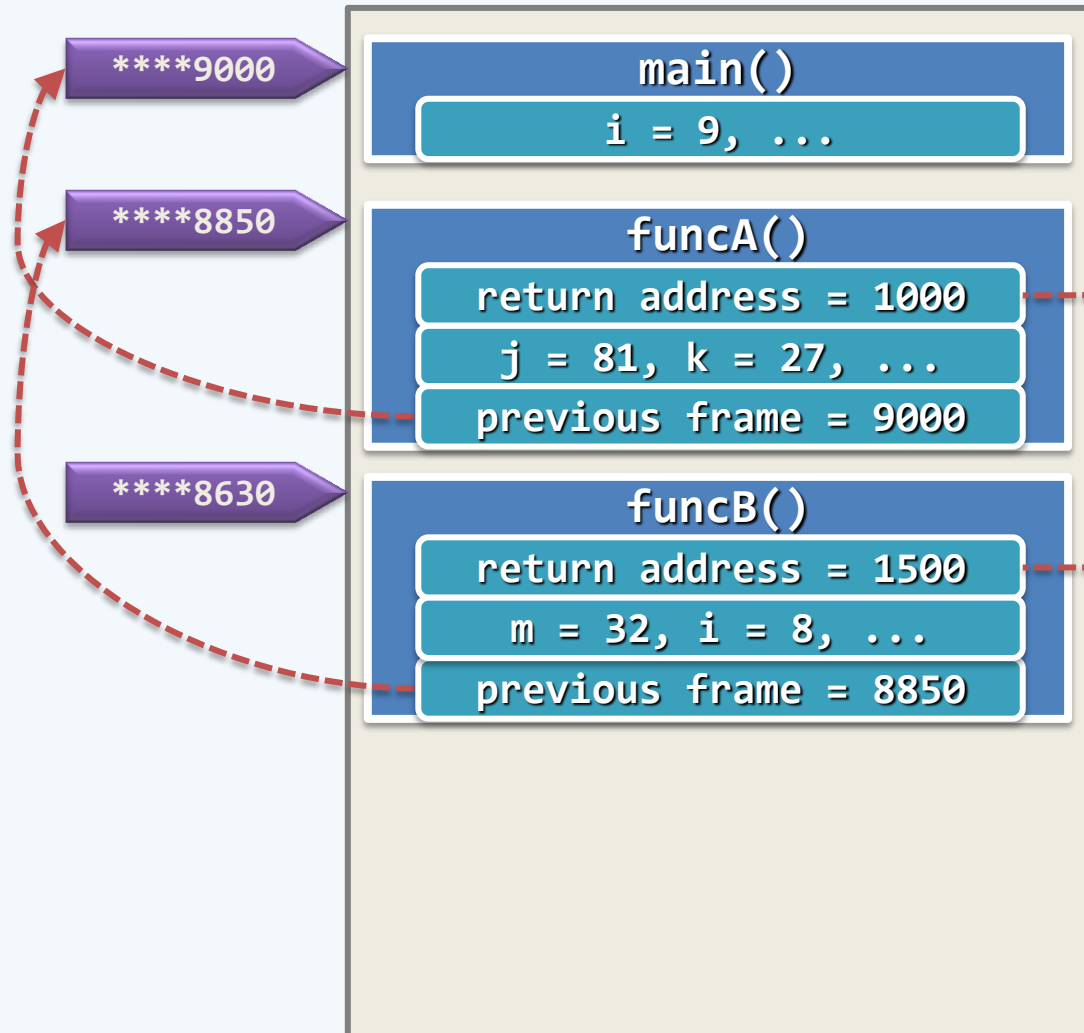 ****9000
main()
i = 9, ...
****8850
funcA()
return address = 1000
j = 81, k = 27, ...
previous frame = 9000
****8630
funcB()
return address = 1500
m = 32, i = 8, ...
previous frame = 8850